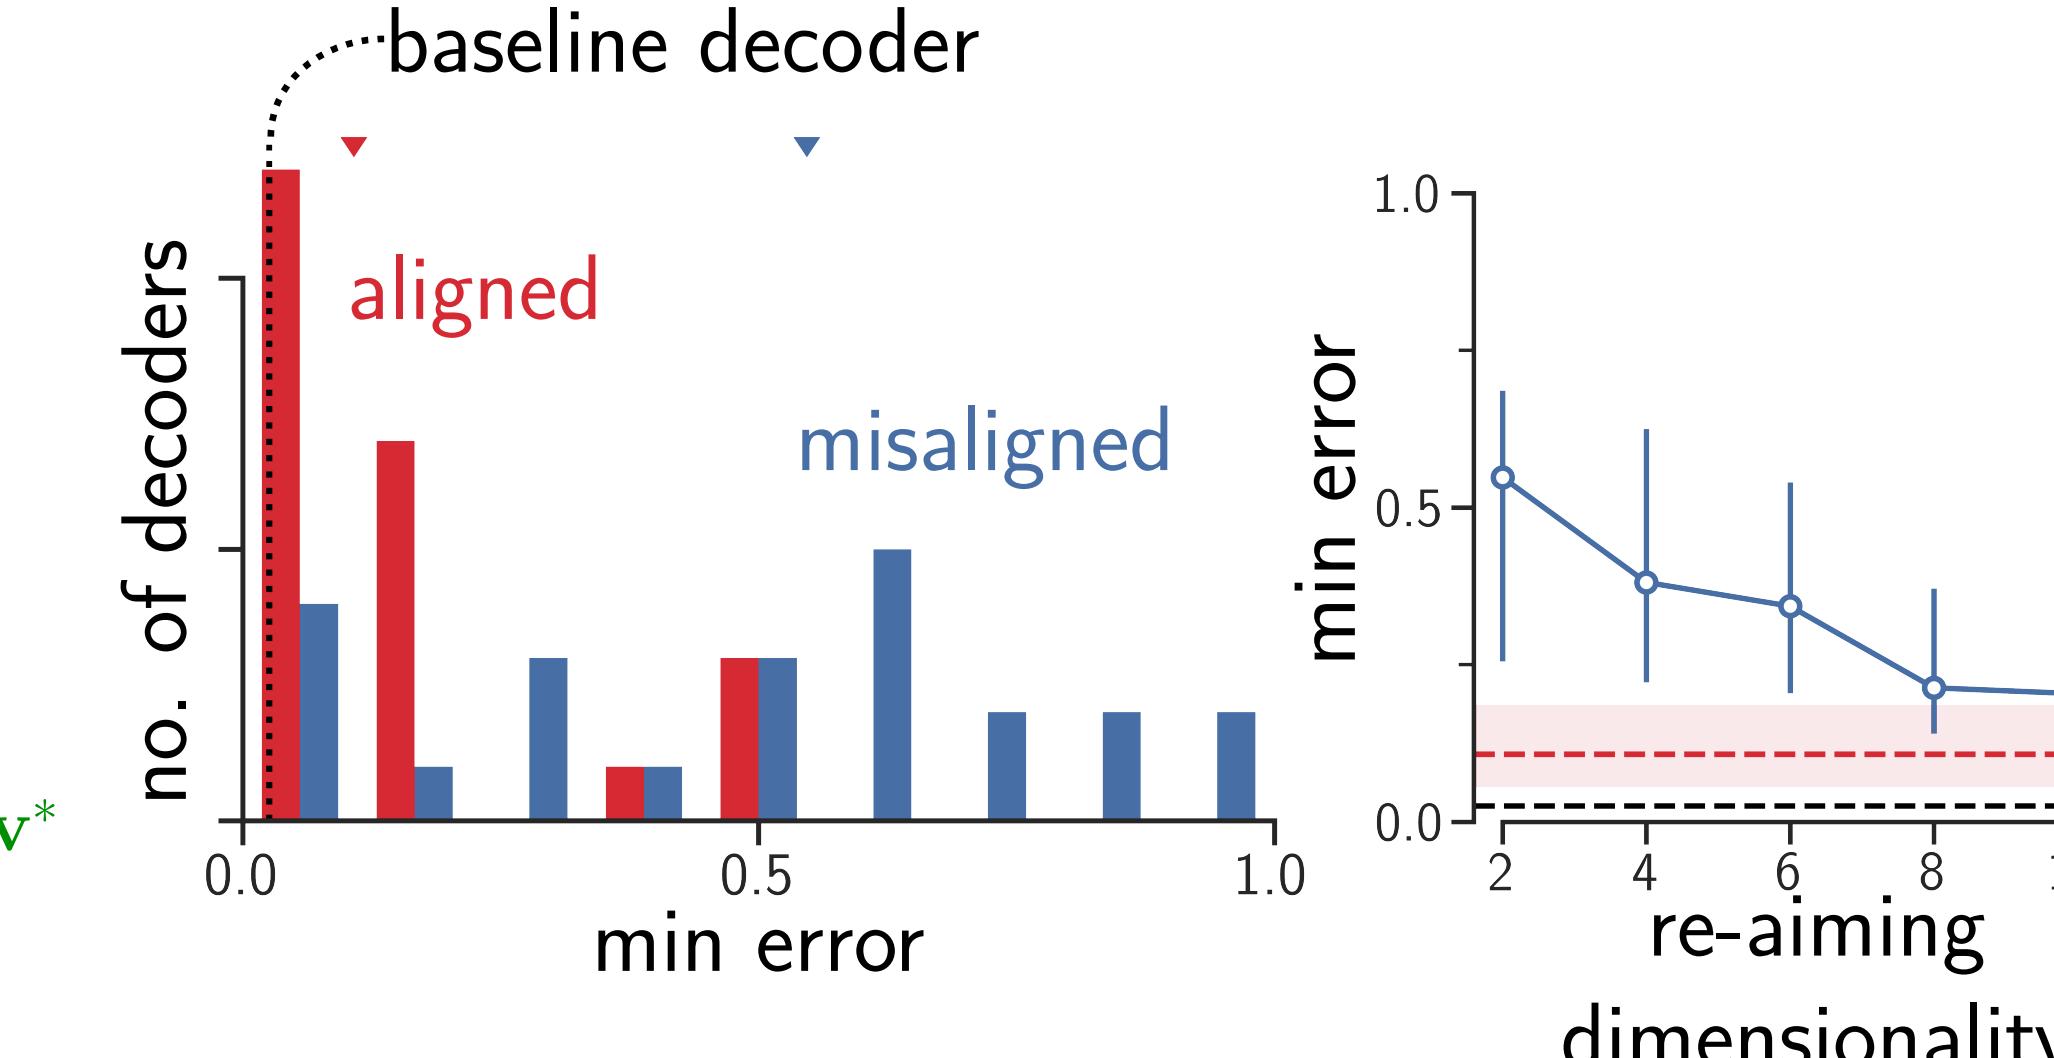 baseline decoder
aligned
misaligned
no. of decoders
0.0
0.5
1.0
min error
v*
1.0
0.5
0.0
min error
2
4
6
8
re-aiming
dimensionality